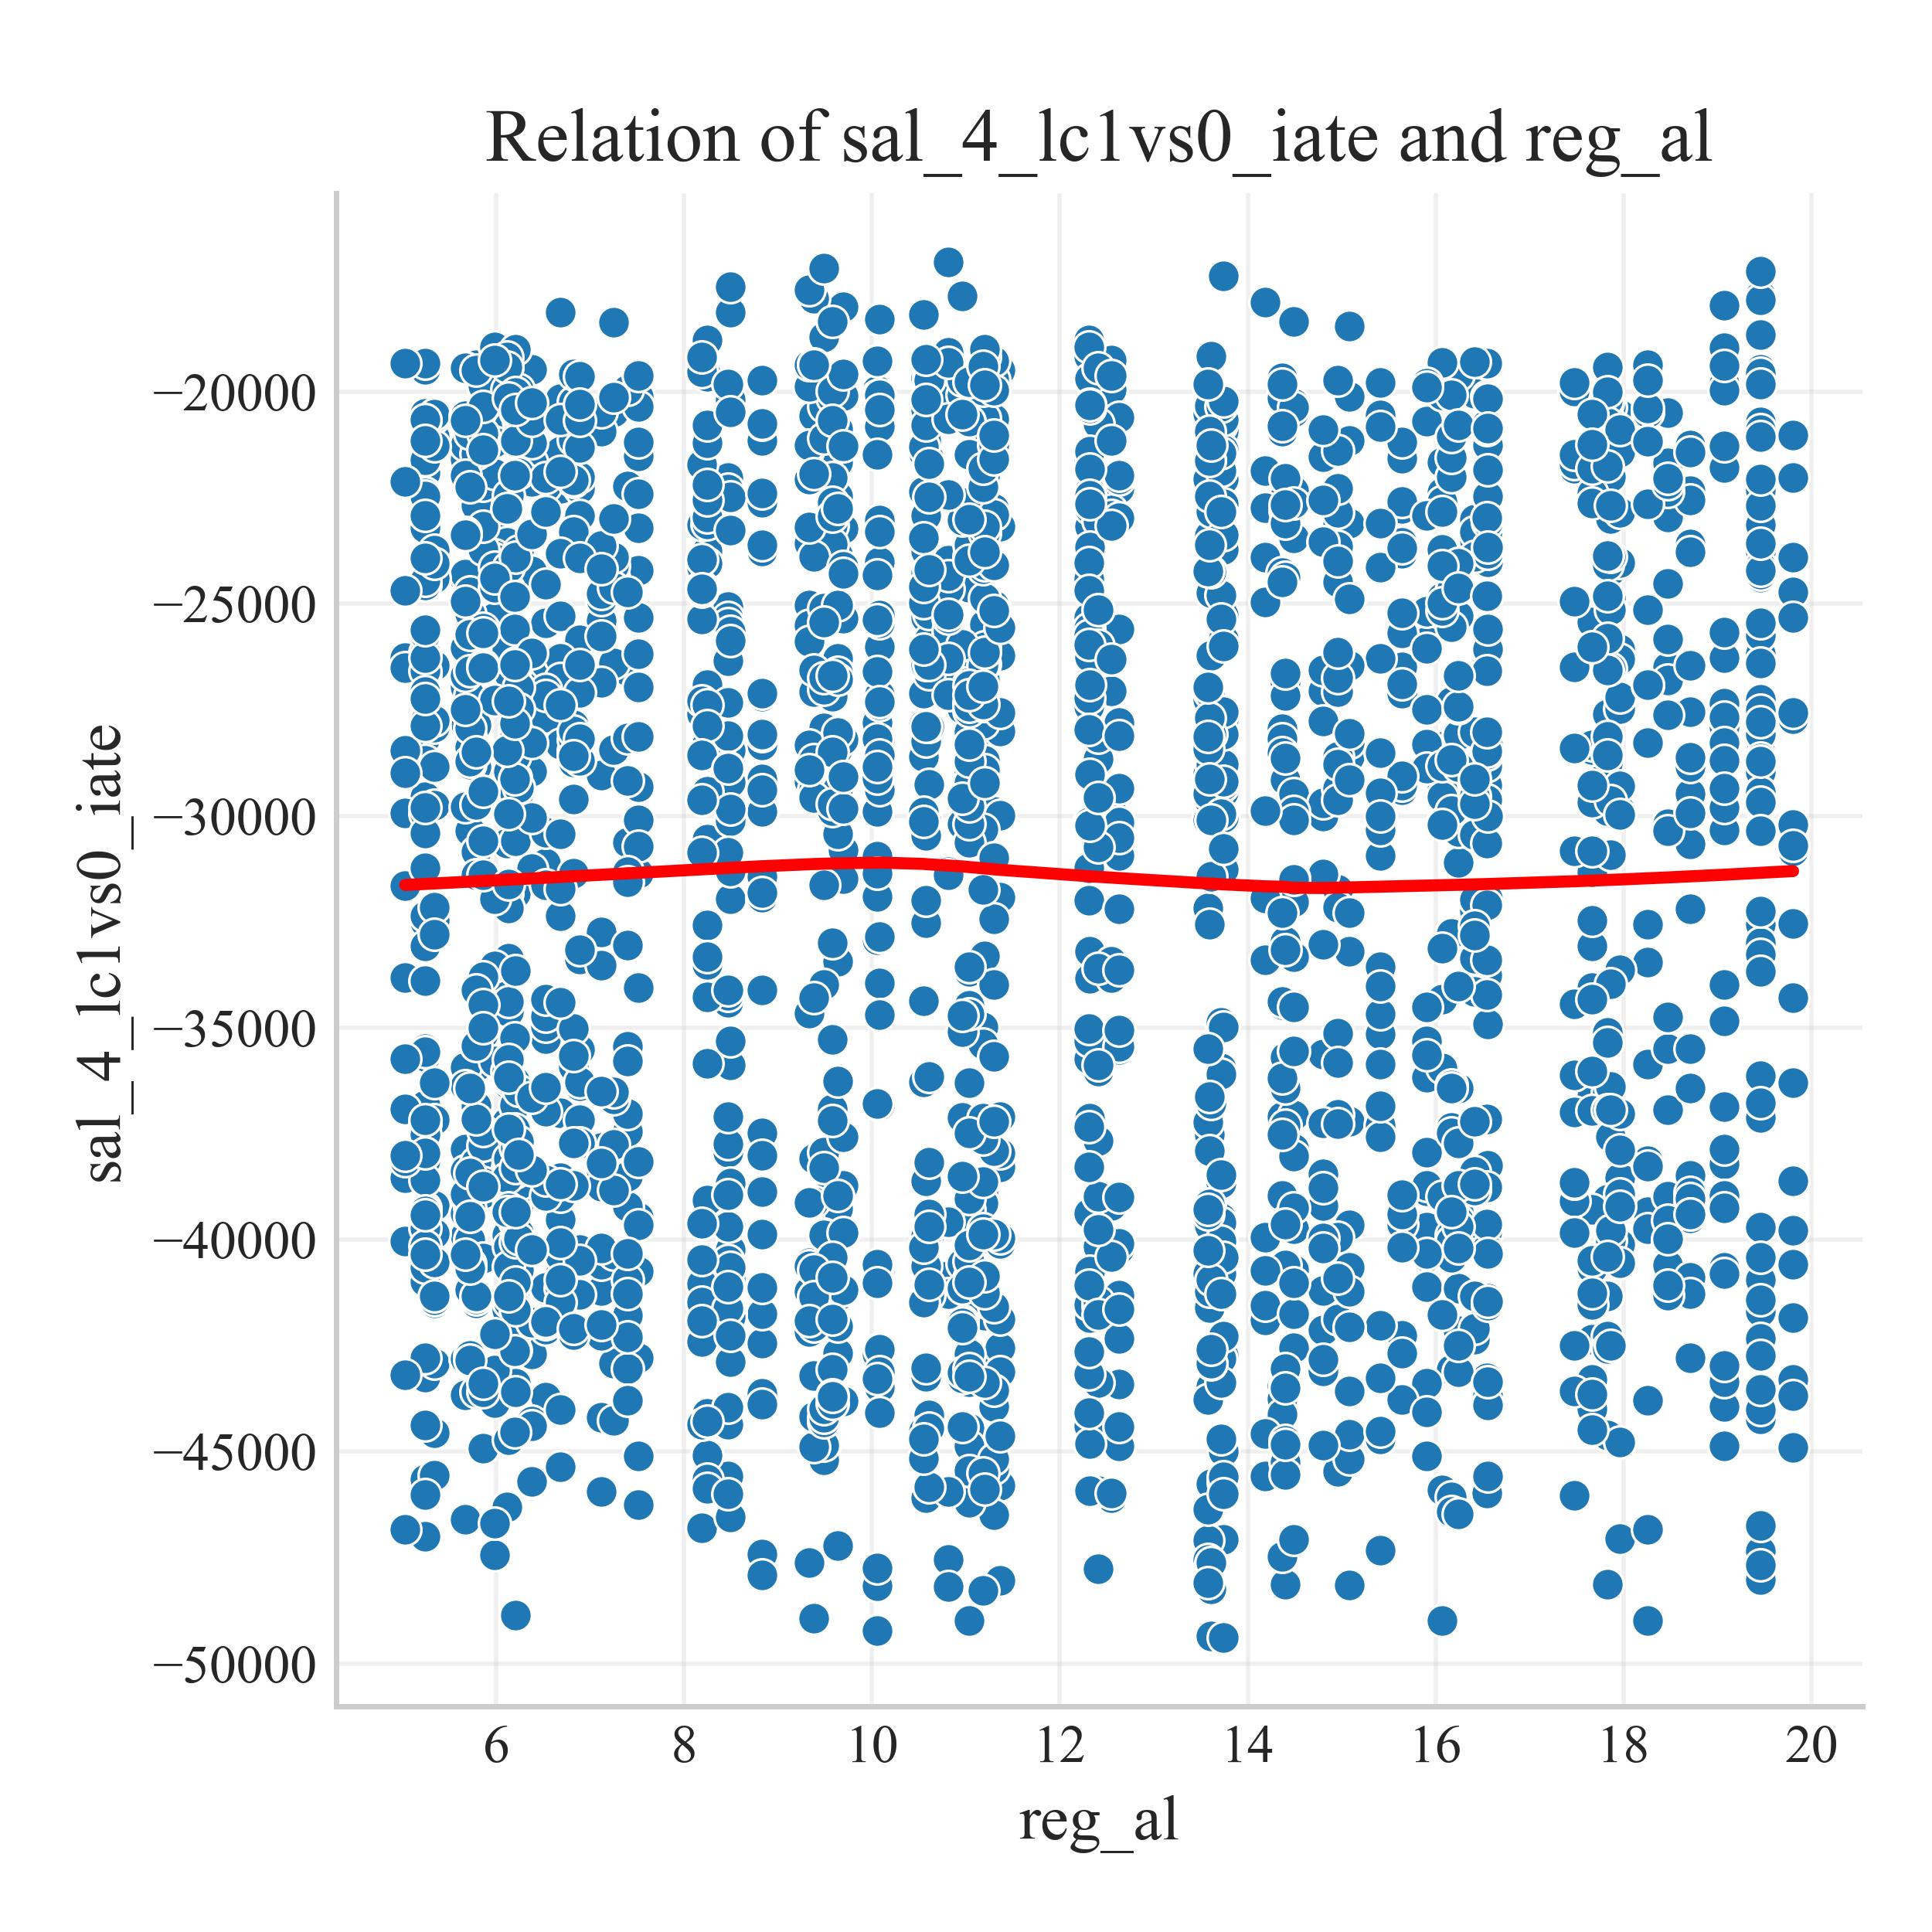 Relation of sal_4_lc1vs0_iate and reg_al
sal_4_lc1vs0_iate
−20000
−25000
−30000
−35000
−40000
−45000
−50000
6 8 10 12 14 16 18 20
reg_al